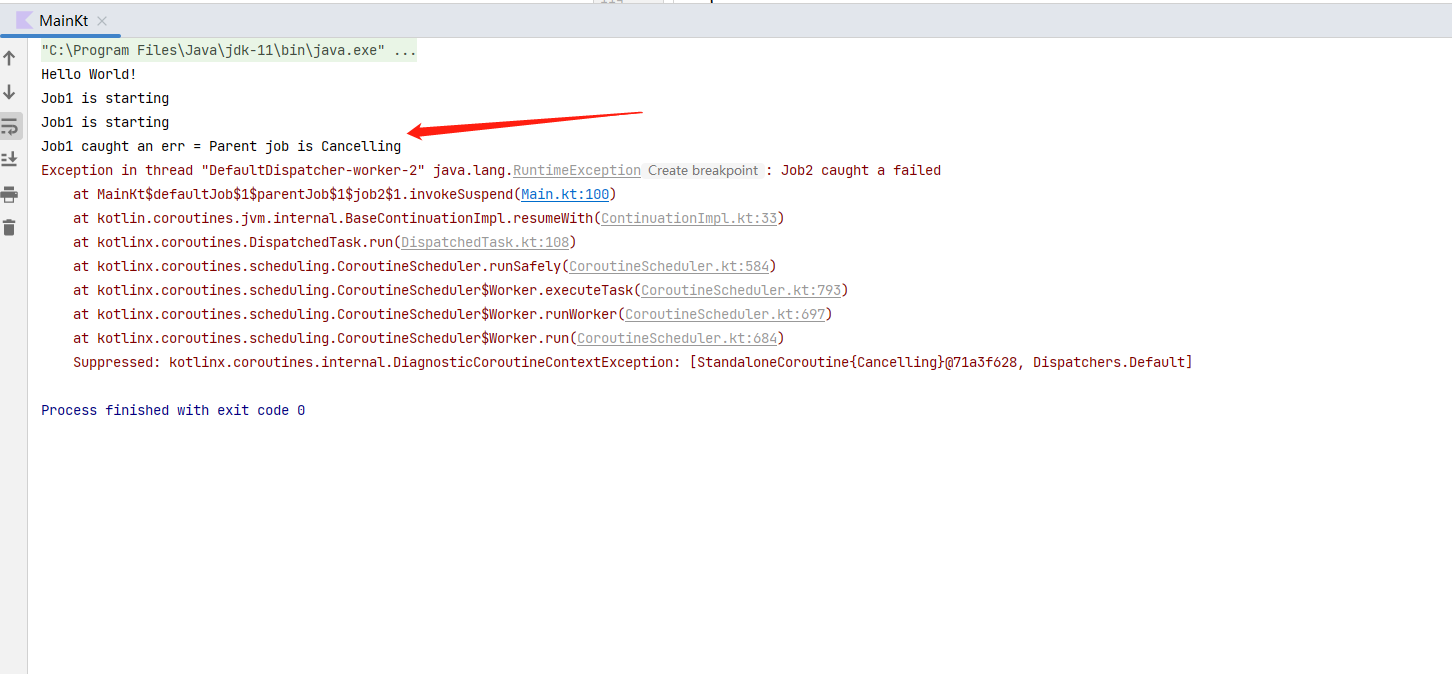 MainKt
"C:\Program Files\Java\jdk-11\bin\java.exe" ...
Hello World!
Job1 is starting
Job1 is starting
Job1 caught an err = Parent job is Cancelling
Exception in thread "DefaultDispatcher-worker-2" java.lang.RuntimeException Create breakpoint : Job2 caught a failed
at MainKt$defaultJob$1$parentJob$1$job2$1.invokeSuspend(Main.kt:100)
at kotlin.coroutines.jvm.internal.BaseContinuationImpl.resumeWith(ContinuationImpl.kt:33)
at kotlinx.coroutines.DispatchedTask.run(DispatchedTask.kt:108)
at kotlinx.coroutines.scheduling.CoroutineScheduler.runSafely(CoroutineScheduler.kt:584)
at kotlinx.coroutines.scheduling.CoroutineScheduler$Worker.executeTask(CoroutineScheduler.kt:793)
at kotlinx.coroutines.scheduling.CoroutineScheduler$Worker.runWorker(CoroutineScheduler.kt:697)
at kotlinx.coroutines.scheduling.CoroutineScheduler$Worker.run(CoroutineScheduler.kt:684)
Suppressed: kotlinx.coroutines.internal.DiagnosticCoroutineContextException: [StandaloneCoroutine{Cancelling}@71a3f628, Dispatchers.Default]
Process finished with exit code 0